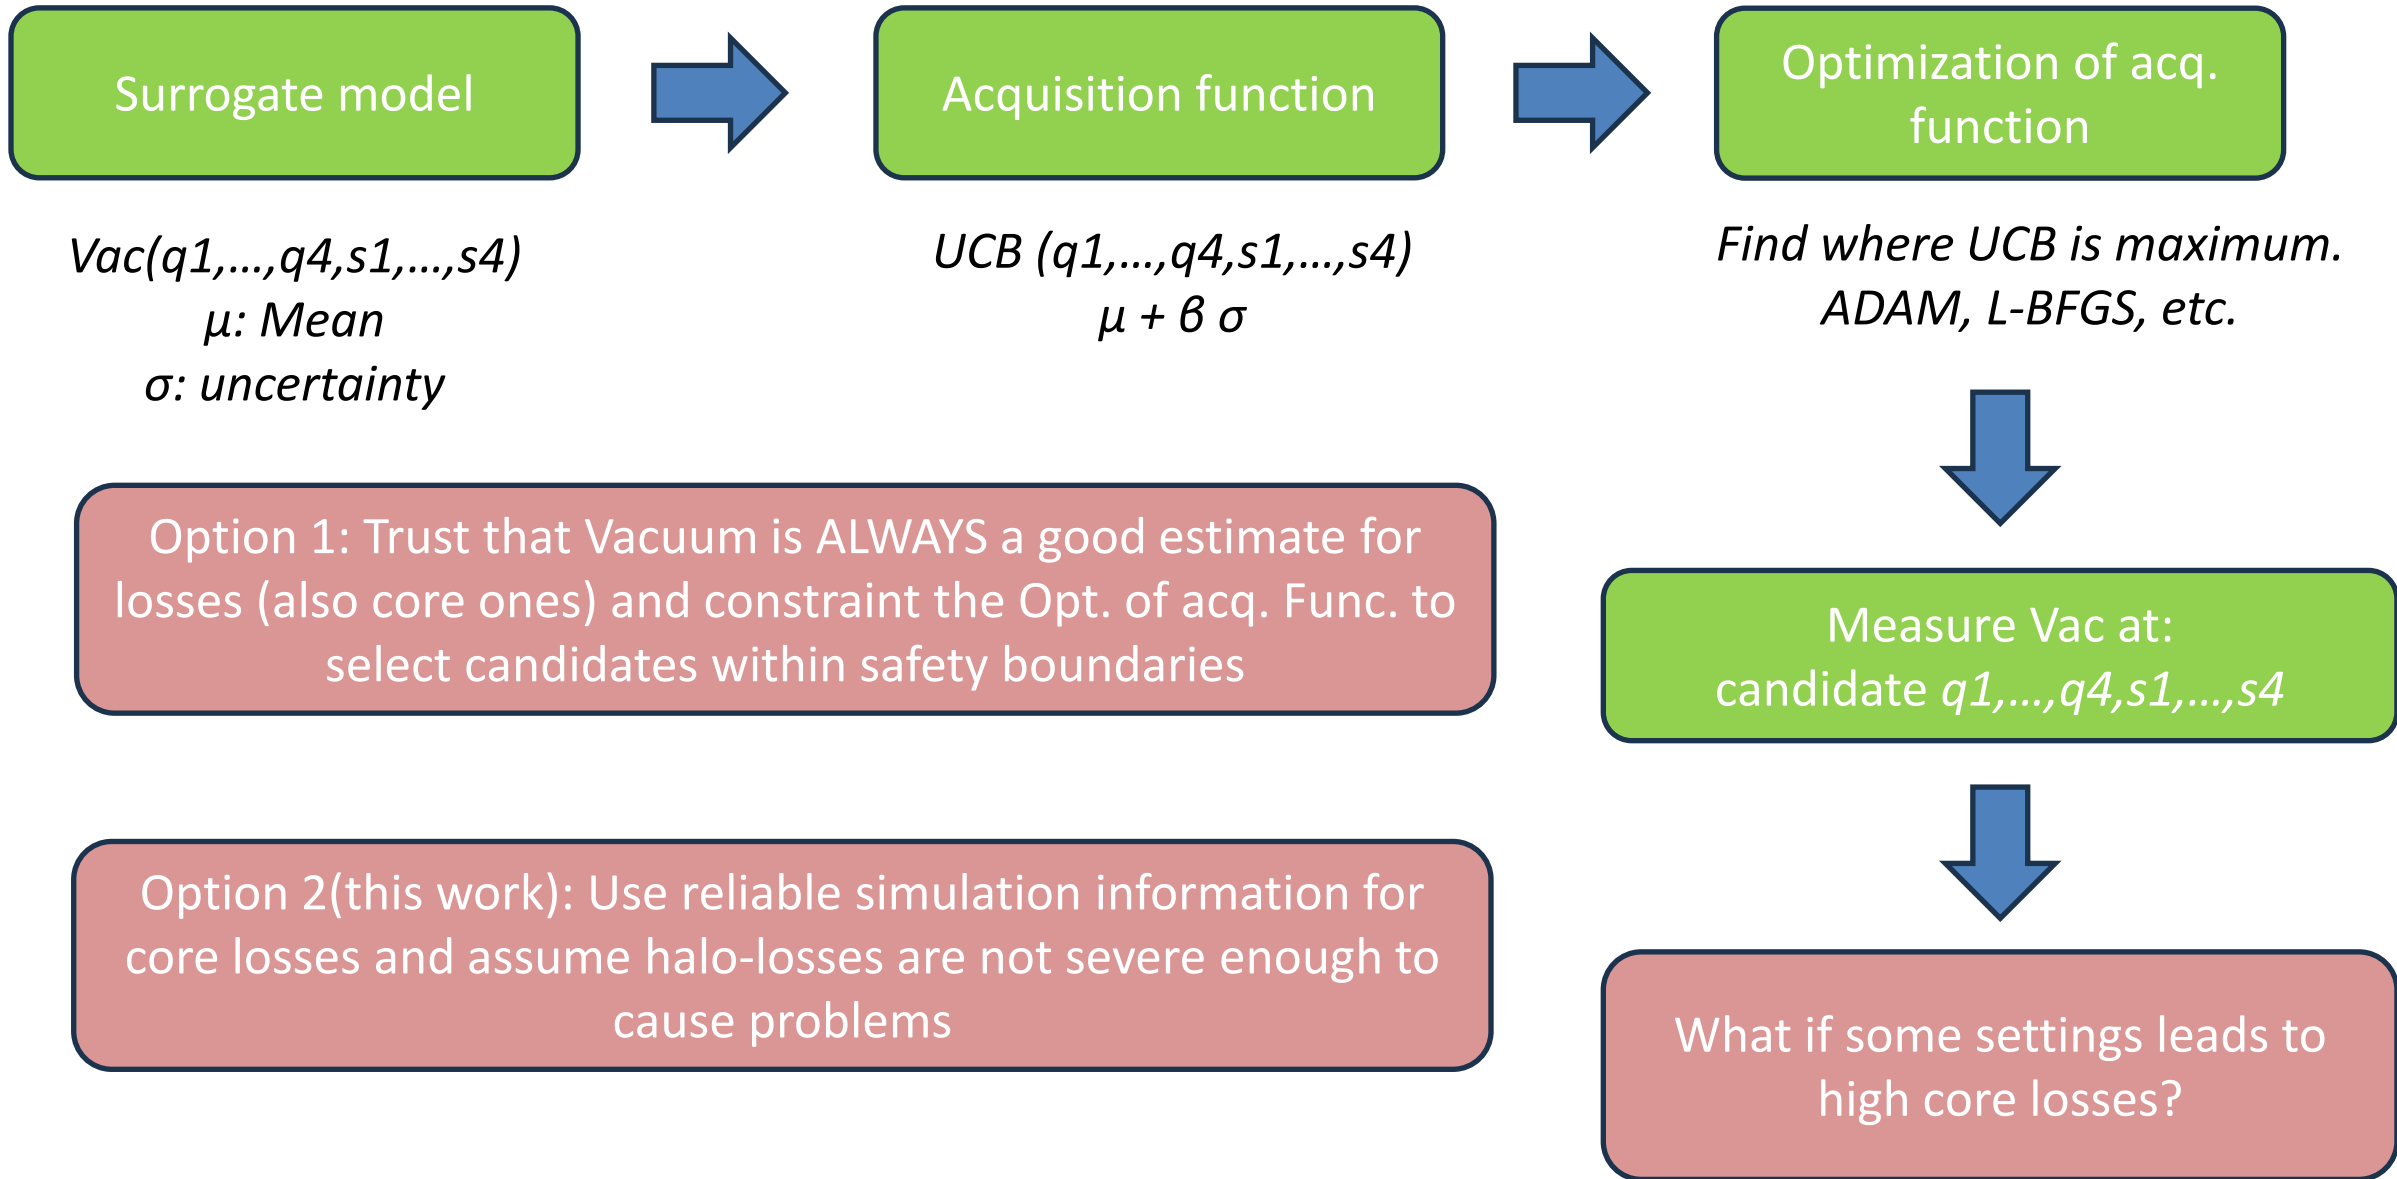 Surrogate model
Acquisition function
Optimization of acq.
function
Vac(q1,...,q4,s1,...,s4)
μ: Mean
σ: uncertainty
UCB (q1,...,q4,s1,...,s4)
μ + β σ
Find where UCB is maximum.
ADAM, L-BFGS, etc.
Option 1: Trust that Vacuum is ALWAYS a good estimate for
losses (also core ones) and constraint the Opt. of acq. Func. to
select candidates within safety boundaries
Measure Vac at:
candidate q1,...,q4,s1,...,s4
Option 2(this work): Use reliable simulation information for
core losses and assume halo-losses are not severe enough to
cause problems
What if some settings leads to
high core losses?